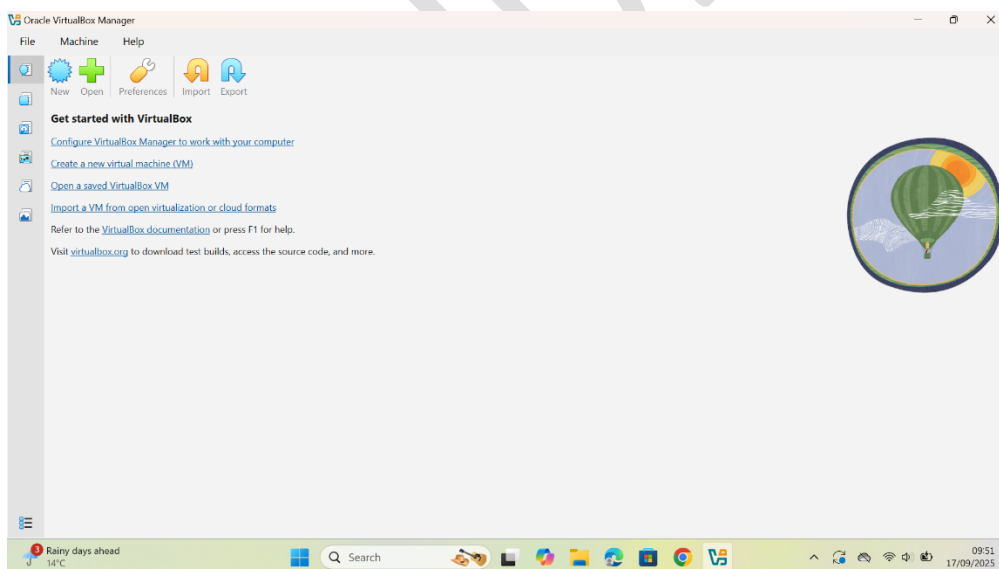 Oracle VirtualBox Manager
File Machine Help
New Open Preferences Import Export
Get started with VirtualBox
Configure VirtualBox Manager to work with your computer
Create a new virtual machine (VM)
Open a saved VirtualBox VM
Import a VM from open virtualization or cloud formats
Refer to the VirtualBox documentation or press F1 for help.
Visit virtualbox.org to download test builds, access the source code, and more.
3
Rainy days ahead
14°C
Search
09:51
17/09/2025